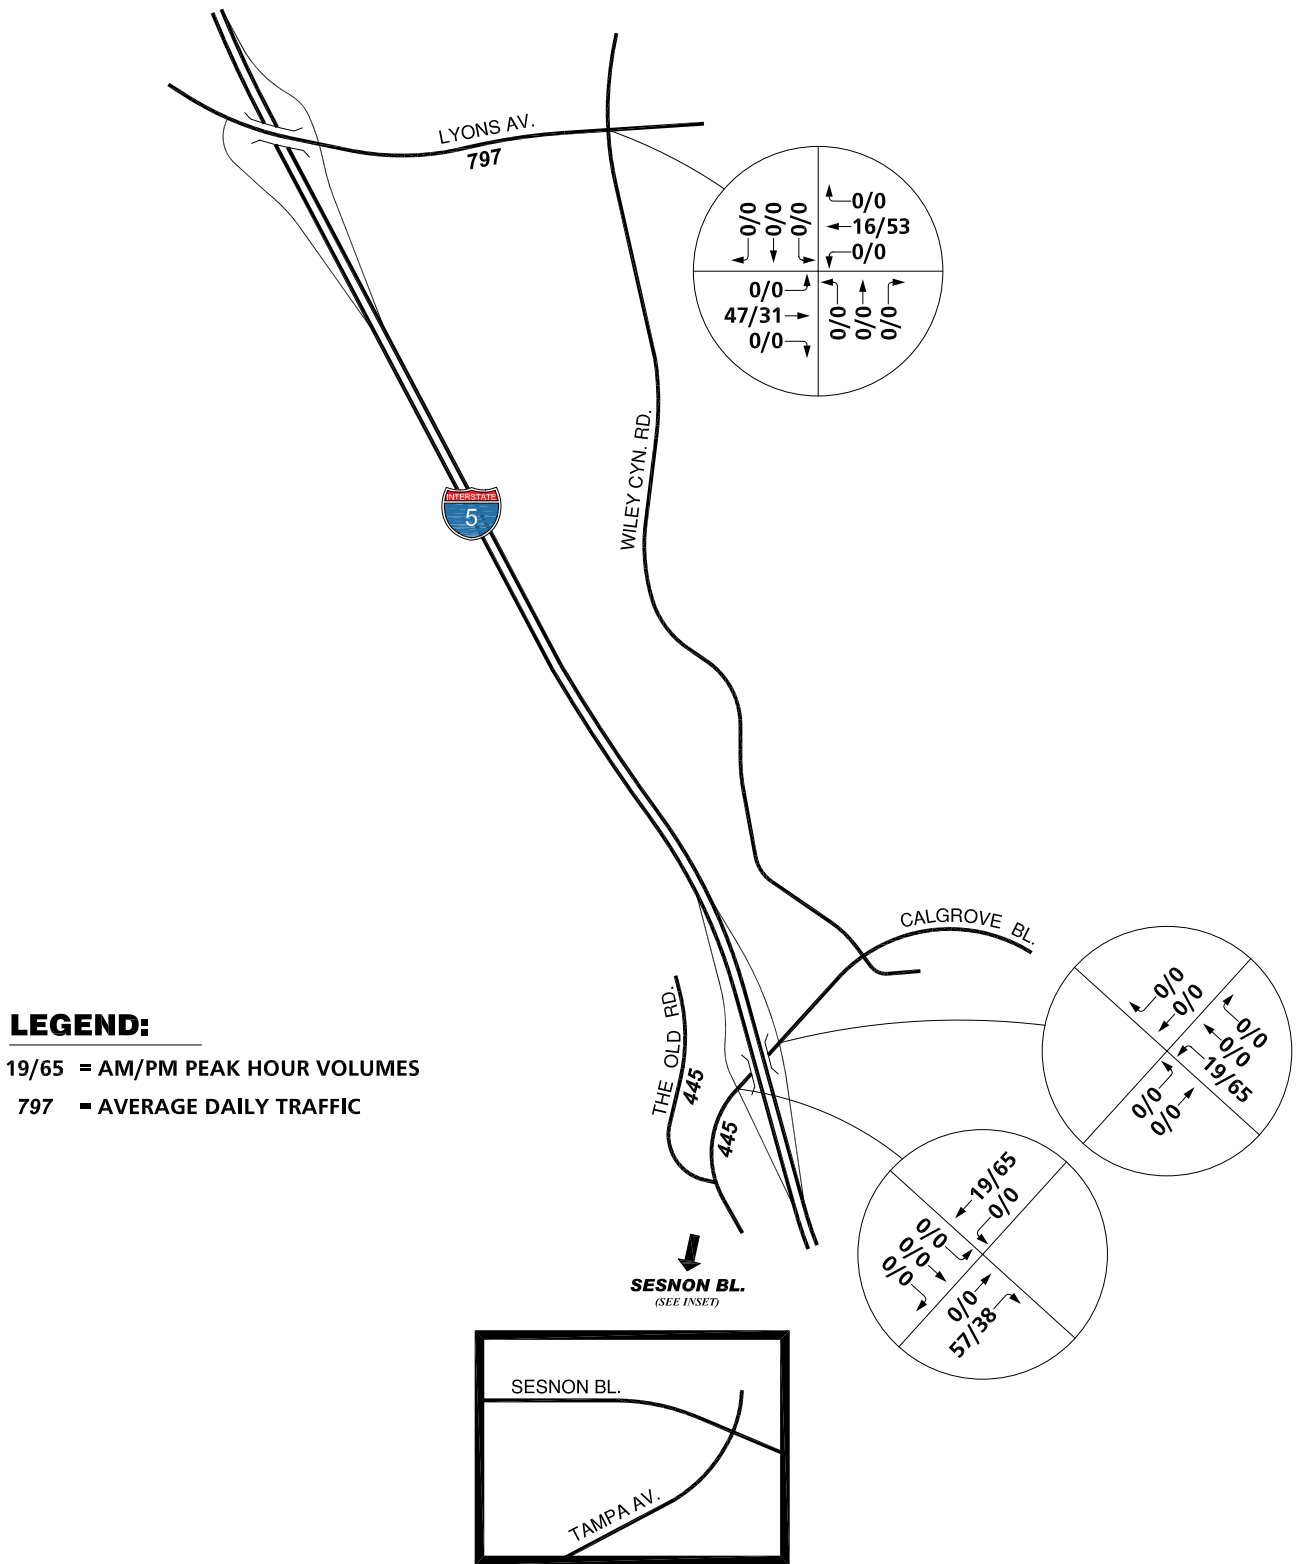 LYONS AV.
797
0/0
0/0
0/0
0/0
16/53
0/0
0/0
47/31
0/0
0/0
0/0
0/0
WILEY CYN. RD.
INTERSTATE
5
CALGROVE BL.
0/0
0/0
0/0
0/0
19/65
0/0
0/0
THE OLD RD.
445
445
19/65
0/0
0/0
0/0
0/0
0/0
57/38
LEGEND:
19/65 = AM/PM PEAK HOUR VOLUMES
797 = AVERAGE DAILY TRAFFIC
SESNON BL.
(SEE INSET)
SESNON BL.
TAMPA AV.